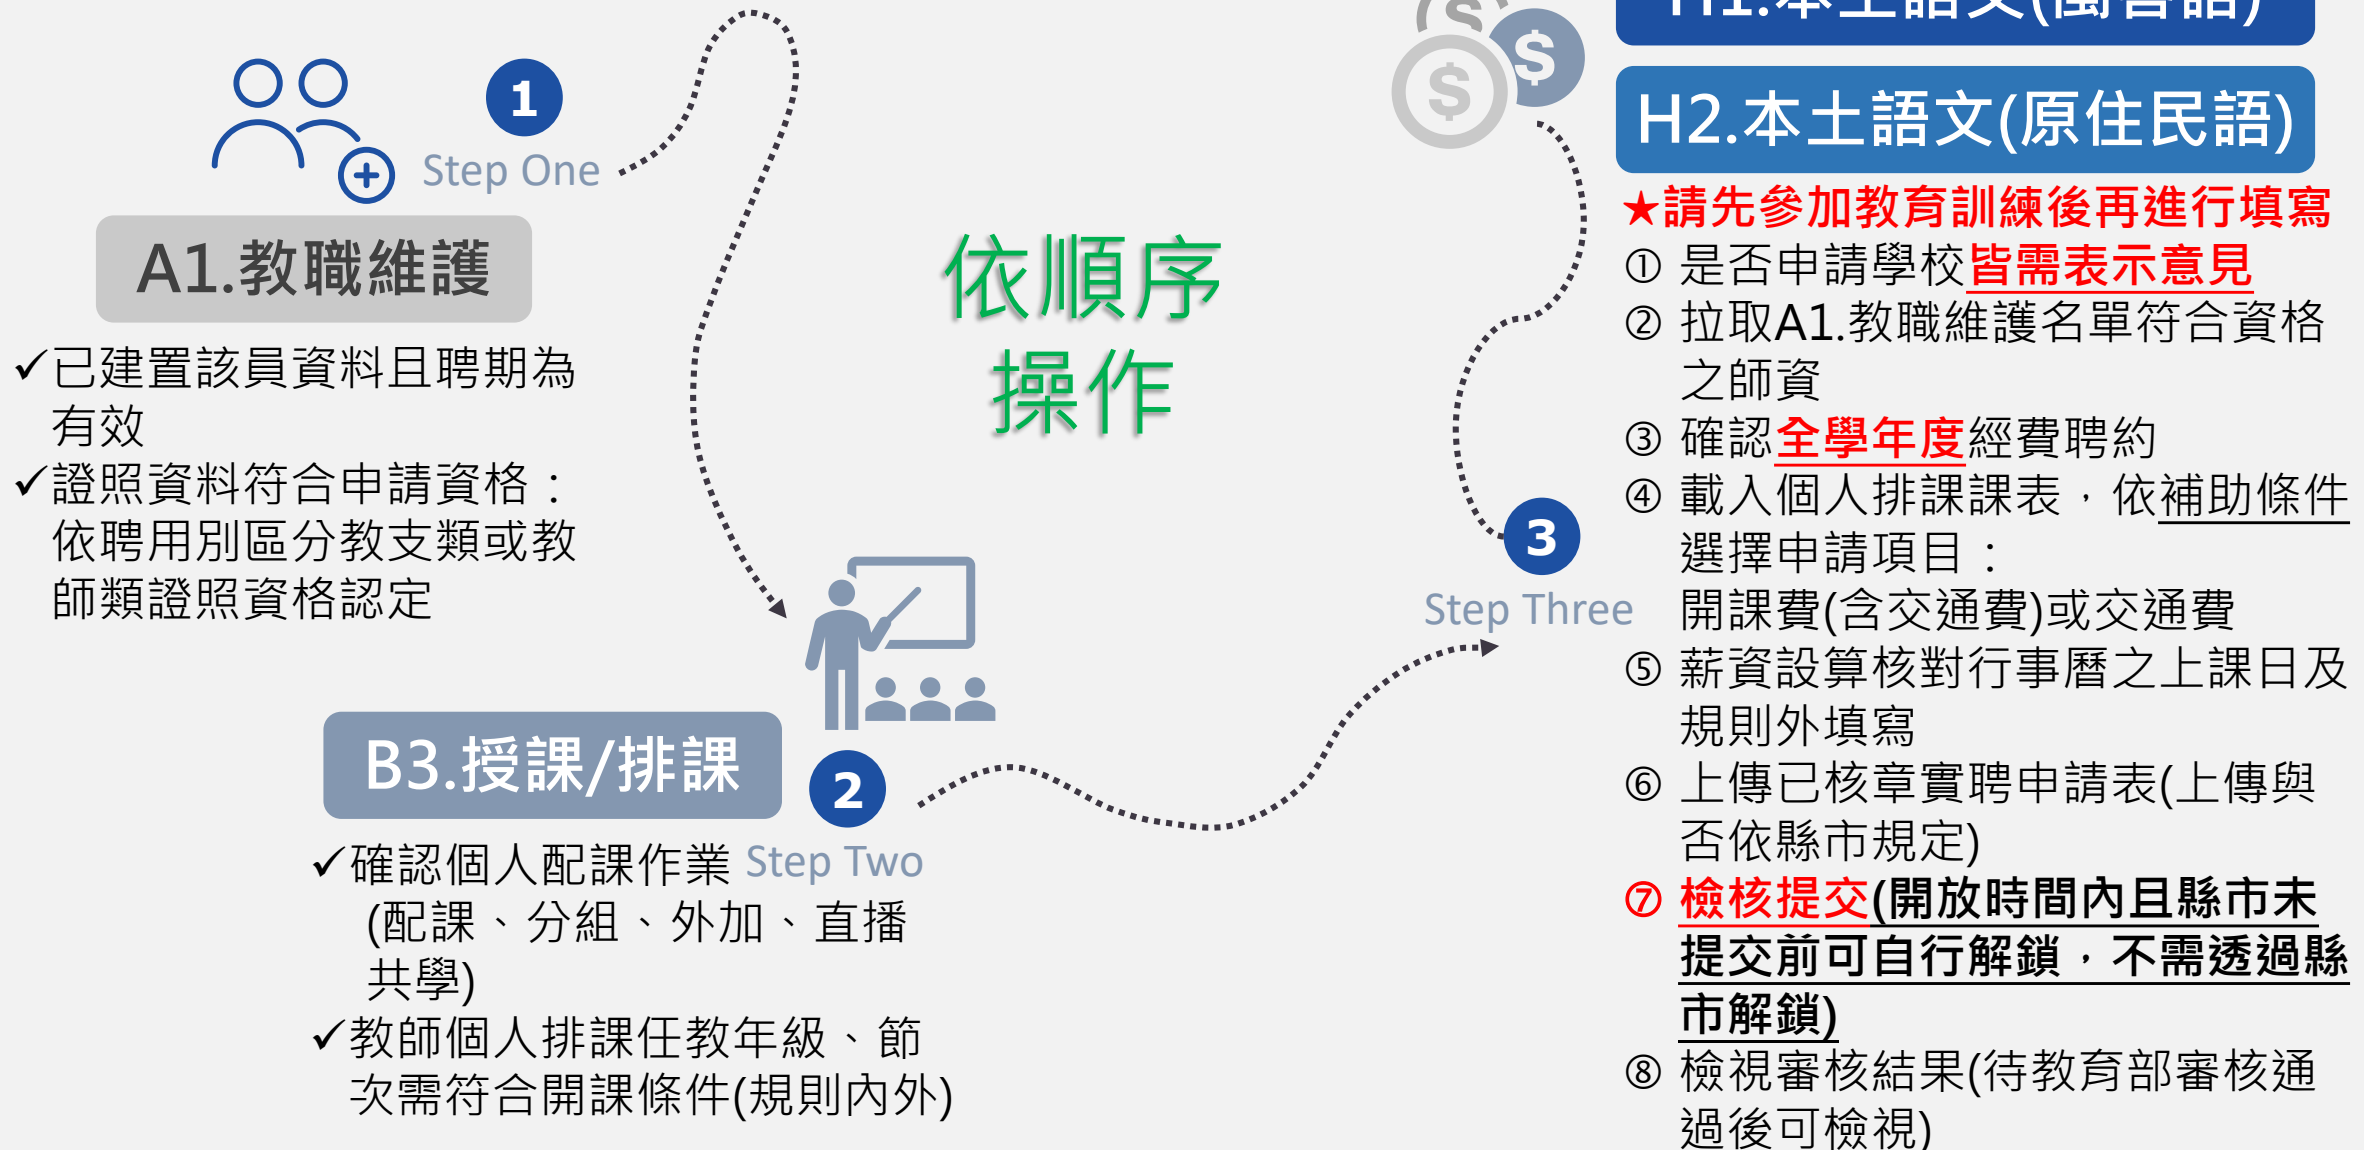 1
Step One
A1.教職維護
✓已建置該員資料且聘期為
有效
✓證照資料符合申請資格：
依聘用別區分教支類或教
師類證照資格認定
依順序
操作
B3.授課/排課
2
Step Two
✓確認個人配課作業
(配課、分組、外加、直播
共學)
✓教師個人排課任教年級、節
次需符合開課條件(規則內外)
3
Step Three
H1.本土語文(閩客語)
H2.本土語文(原住民語)
★請先參加教育訓練後再進行填寫
① 是否申請學校皆需表示意見
② 拉取A1.教職維護名單符合資格
之師資
③ 確認全學年度經費聘約
④ 載入個人排課課表，依補助條件
選擇申請項目：
開課費(含交通費)或交通費
⑤ 薪資設算核對行事曆之上課日及
規則外填寫
⑥ 上傳已核章實聘申請表(上傳與
否依縣市規定)
⑦ 檢核提交(開放時間內且縣市未
提交前可自行解鎖，不需透過縣
市解鎖)
⑧ 檢視審核結果(待教育部審核通
過後可檢視)